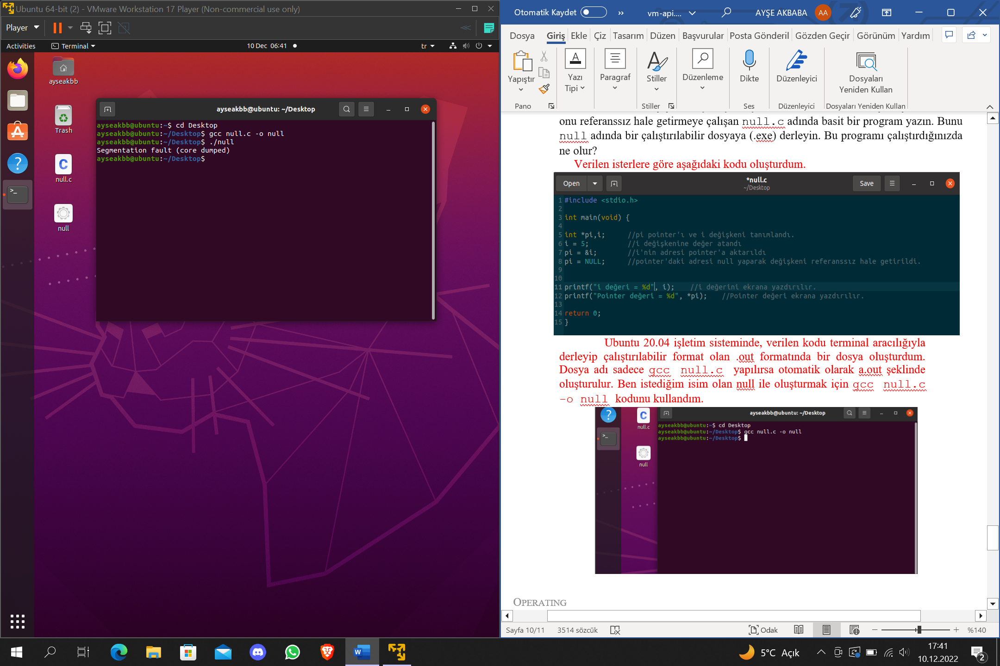 Ubuntu 64-bit (2) - VMware Workstation 17 Player (Non-commercial use only)
Player
Activities
Terminal
10 Dec 06:41
tr
ayseakbb
Trash
null.c
null
ayseakbb@ubuntu: ~/Desktop
ayseakbb@ubuntu:~$ cd Desktop
ayseakbb@ubuntu:~/Desktop$ gcc null.c -o null
ayseakbb@ubuntu:~/Desktop$ ./null
Segmentation fault (core dumped)
ayseakbb@ubuntu:~/Desktop$
Otomatik Kaydet
vm-api....
AYŞE AKBABA
AA
Dosya Giriş Ekle Çiz Tasarım Düzen Başvurular Posta Gönderil Gözden Geçir Görünüm Yardım
Yapıştır
Yazı
Tipi
Paragraf
Stiller
Düzenleme
Dikte
Düzenleyici
Dosyaları
Yeniden Kullan
Pano
Stiller
Ses
Düzenleyici
Dosyaları Yeniden Kullan
onu referanssız hale getirmeye çalışan null.c adında basit bir program yazın. Bunu
null adında bir çalıştırılabilir dosyaya (.exe) derleyin. Bu programı çalıştırdığınızda
ne olur?
Verilen isterlere göre aşağıdaki kodu oluşturdum.
Open
*null.c
~/Desktop
Save
1 #include <stdio.h>
2
3 int main(void) {
4
5 int *pi,i; //pi pointer'ı ve i değişkeni tanımlandı.
6 i = 5; //i değişkenine değer atandı
7 pi = &i; //i'nin adresi pointer'a aktarıldı
8 pi = NULL; //pointer'daki adresi null yaparak değişkeni referanssız hale getirildi.
9
10
11 printf("i değeri = %d", i); //i değerini ekrana yazdırılır.
12 printf("Pointer değeri = %d", *pi); //Pointer değeri ekrana yazdırılır.
13
14 return 0;
15 }
Ubuntu 20.04 işletim sisteminde, verilen kodu terminal aracılığıyla
derleyip çalıştırılabilir format olan .out formatında bir dosya oluşturdum.
Dosya adı sadece gcc null.c yapılırsa otomatik olarak a.out şeklinde
oluşturulur. Ben istediğim isim olan null ile oluşturmak için gcc null.c
-o null kodunu kullandım.
null.c
null
ayseakbb@ubuntu: ~/Desktop
ayseakbb@ubuntu:~$ cd Desktop
ayseakbb@ubuntu:~/Desktop$ gcc null.c -o null
ayseakbb@ubuntu:~/Desktop$
OPERATING
Sayfa 10/11
3514 sözcük
Odak
%140
5°C Açık
17:41
10.12.2022
2